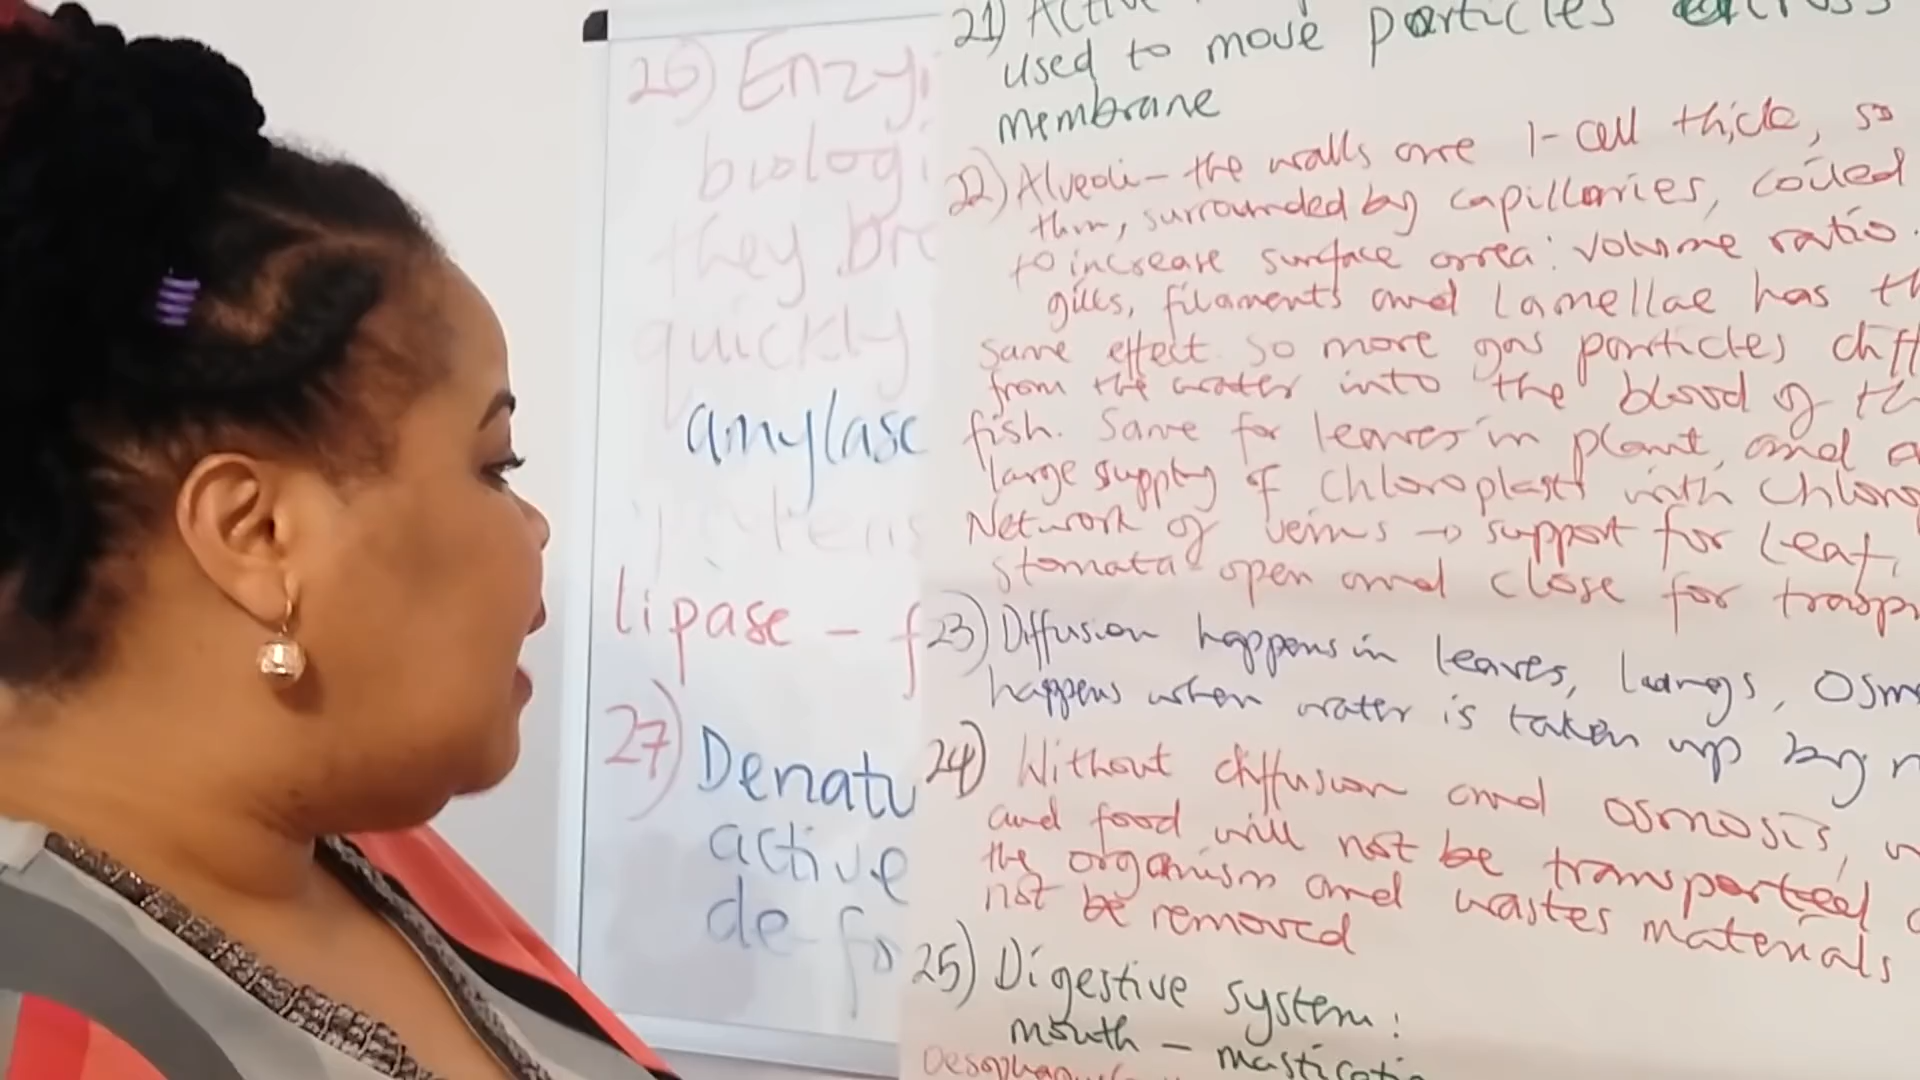 26) Enzy
biologi
they bre
quickly
amylase
lipase - f
27) Denatu
active
de-fo
21) Active
used to move particles across
membrane
22) Alveoli - the walls are 1-cell thick, so
thin, surrounded by capillaries, coiled
to increase surface area: volume ratio.
gills, filaments and lamellae has th
same effect so more gas particles diff
from the water into the blood of th
fish. Same for leaves in plant, and a
large supply of chloroplast with chloro
Network of veins → support for leaf,
stomata open and close for transpi
23) Diffusion happens in leaves, lungs, osm
happens when water is taken up by r
24) Without diffusion and osmosis, w
and food will not be transported
the organism and wastes materials
not be removed
25) Digestive system:
mouth - masticatio
Oesophagus